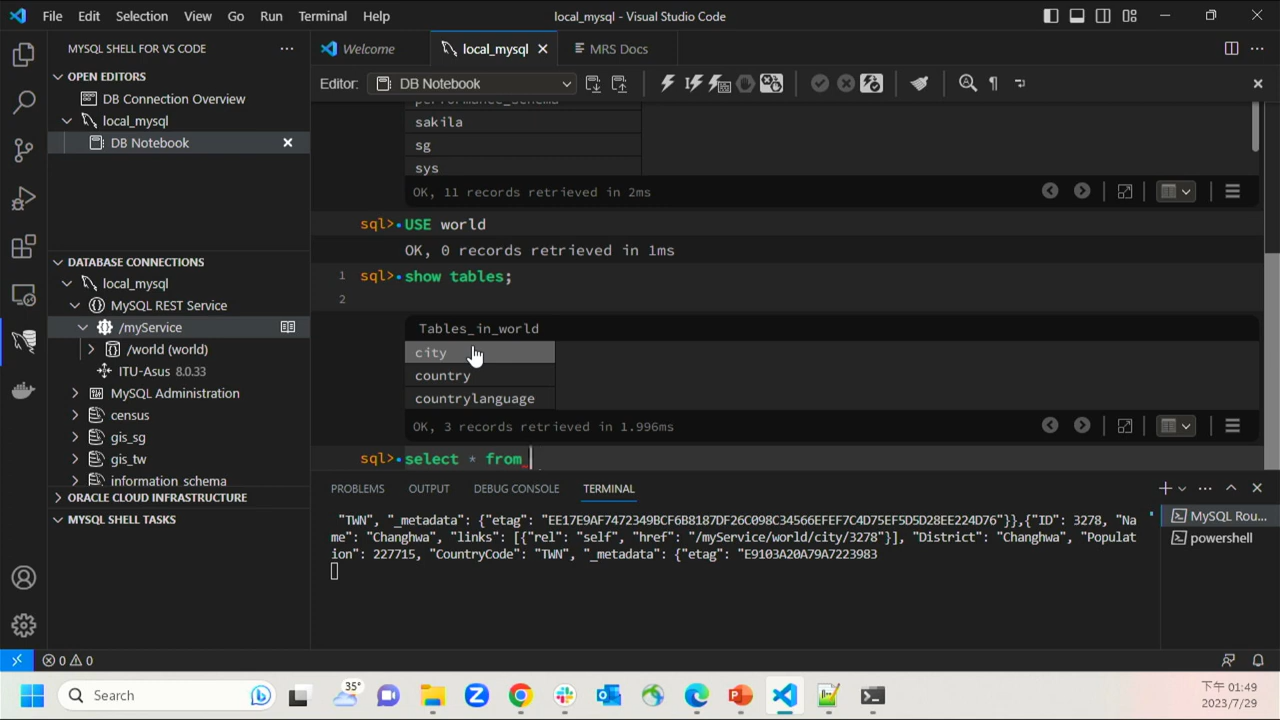 File Edit Selection View Go Run Terminal Help local_mysql - Visual Studio Code
MYSQL SHELL FOR VS CODE
OPEN EDITORS
DB Connection Overview
local_mysql
DB Notebook
DATABASE CONNECTIONS
local_mysql
MySQL REST Service
/myService
/world (world)
ITU-Asus 8.0.33
MySQL Administration
census
gis_sg
gis_tw
information_schema
ORACLE CLOUD INFRASTRUCTURE
MYSQL SHELL TASKS
Welcome local_mysql MRS Docs
Editor: DB Notebook
performance_schema
sakila
sg
sys
OK, 11 records retrieved in 2ms
sql> USE world
OK, 0 records retrieved in 1ms
1 sql> show tables;
2
Tables_in_world
city
country
countrylanguage
OK, 3 records retrieved in 1.996ms
sql> select * from
PROBLEMS OUTPUT DEBUG CONSOLE TERMINAL
"TWN", "_metadata": {"etag": "EE17E9AF7472349BCF6B8187DF26C098C34566EFEF7C4D75EF5D5D28EE224D76"}},{"ID": 3278, "Na
me": "Changhwa", "links": [{"rel": "self", "href": "/myService/world/city/3278"}], "District": "Changhwa", "Populat
ion": 227715, "CountryCode": "TWN", "_metadata": {"etag": "E9103A20A79A7223983
MySQL Rou...
powershell
0 0
Search
35°
下午 01:49
2023/7/29